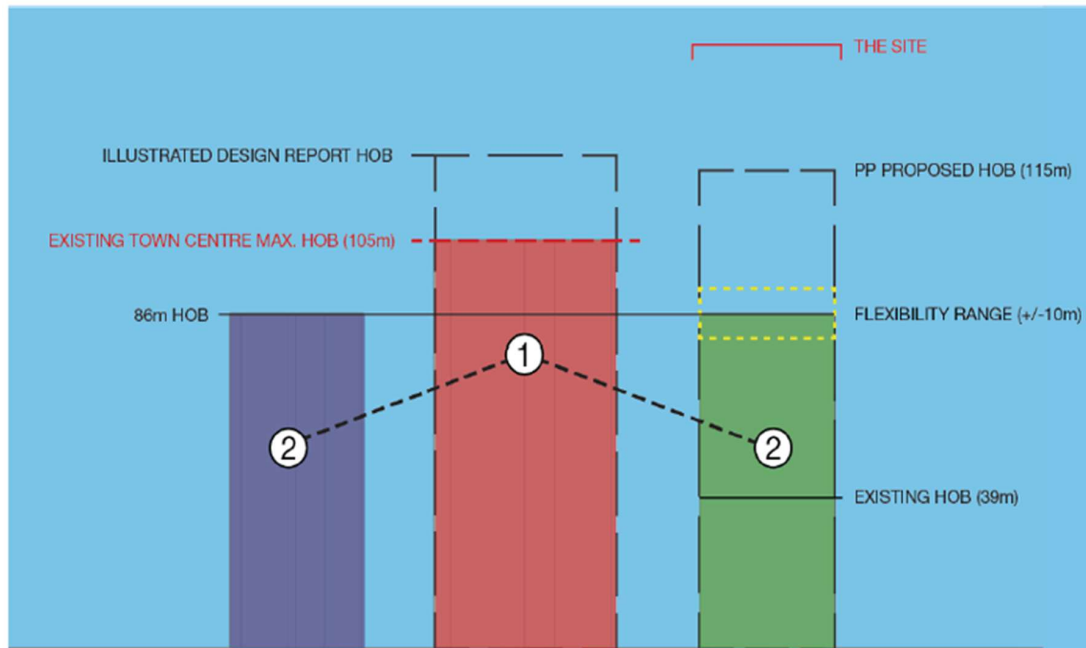 THE SITE
ILLUSTRATED DESIGN REPORT HOB
PP PROPOSED HOB (115m)
EXISTING TOWN CENTRE MAX. HOB (105m)
86m HOB
FLEXIBILITY RANGE (+/-10m)
1
2
2
EXISTING HOB (39m)